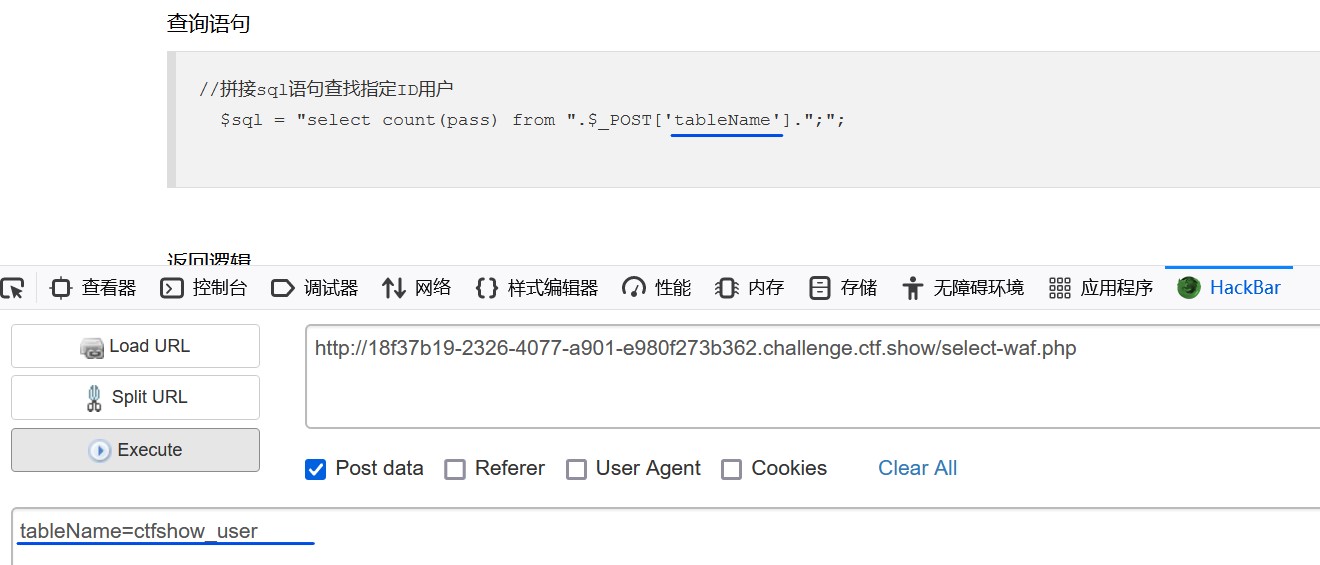 查询语句
//拼接sql语句查找指定ID用户
$sql = "select count(pass) from ".$_POST['tableName'].";";
返回逻辑
查看器 控制台 调试器 网络 样式编辑器 性能 内存 存储 无障碍环境 应用程序 HackBar
Load URL
http://18f37b19-2326-4077-a901-e980f273b362.challenge.ctf.show/select-waf.php
Split URL
Execute
Post data Referer User Agent Cookies Clear All
tableName=ctfshow_user